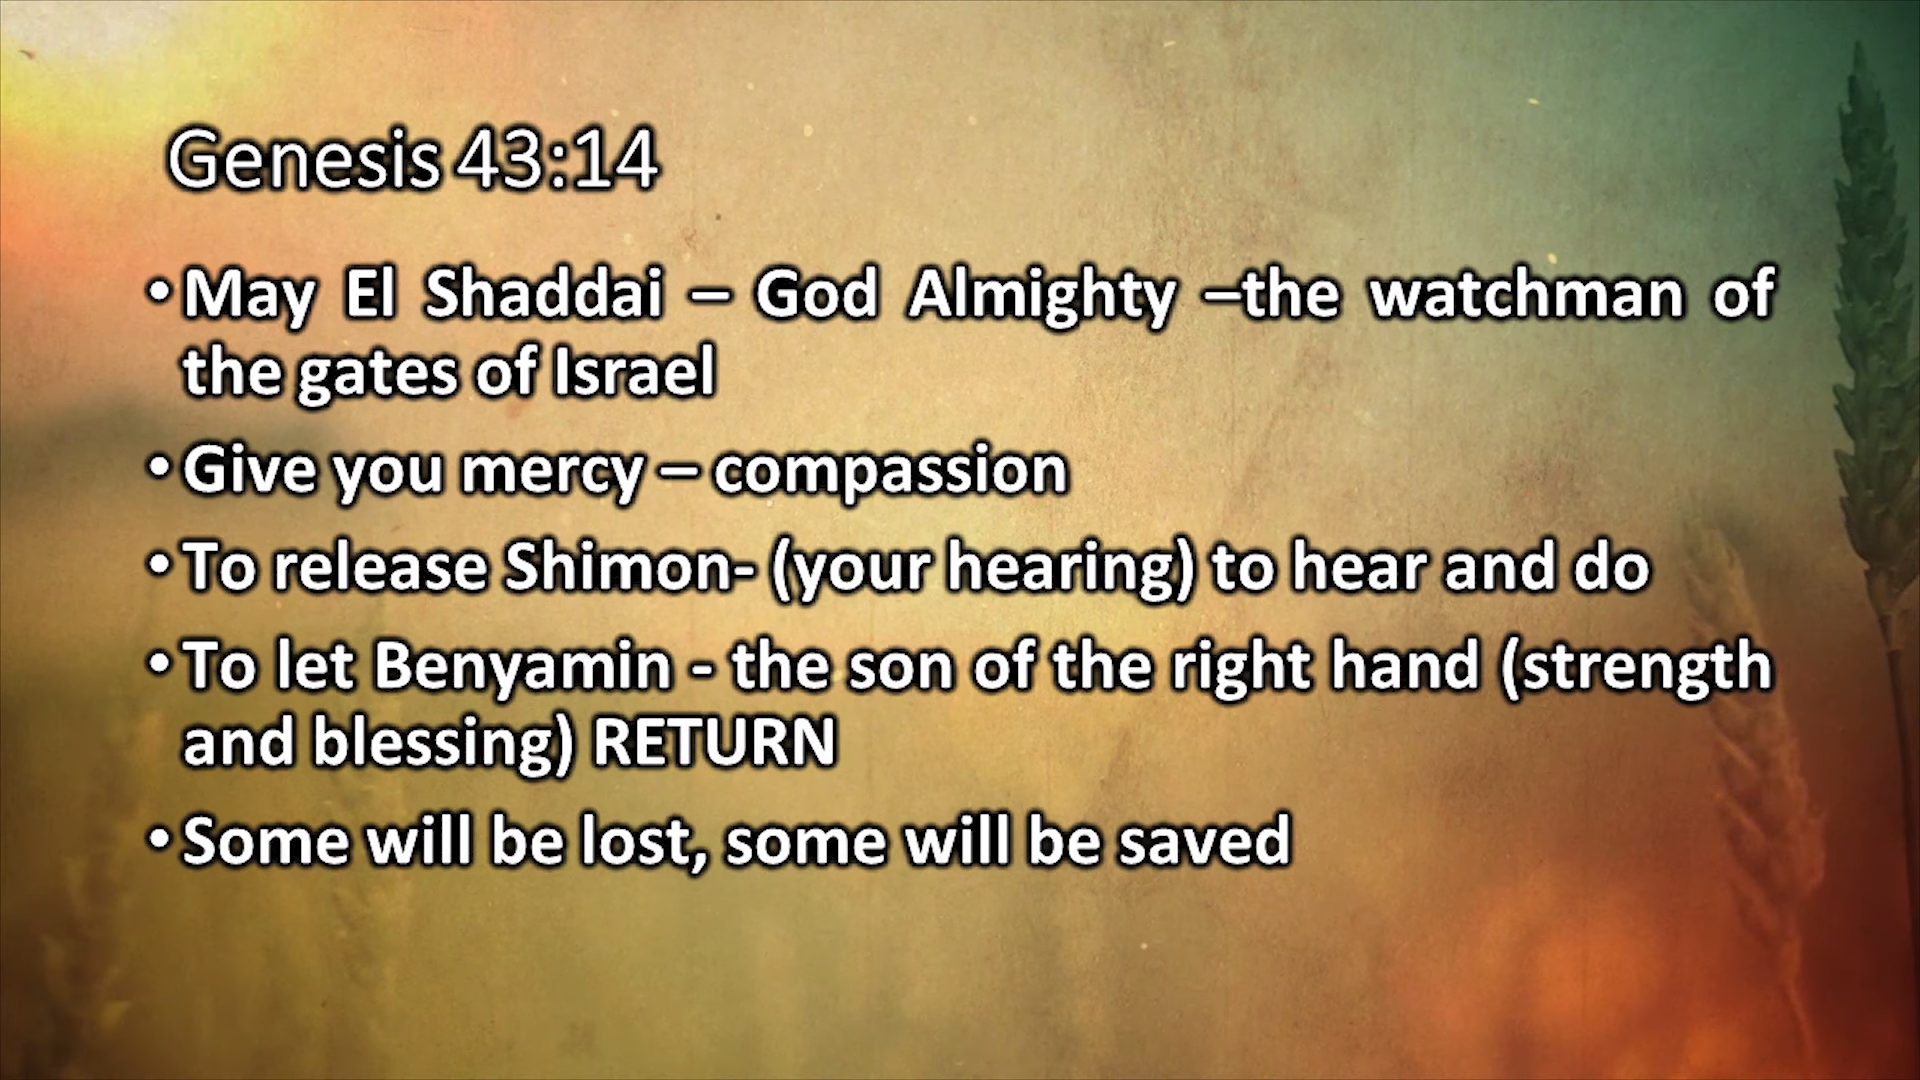 Genesis 43:14
• May El Shaddai – God Almighty –the watchman of
the gates of Israel
• Give you mercy – compassion
• To release Shimon- (your hearing) to hear and do
• To let Benyamin - the son of the right hand (strength
and blessing) RETURN
• Some will be lost, some will be saved